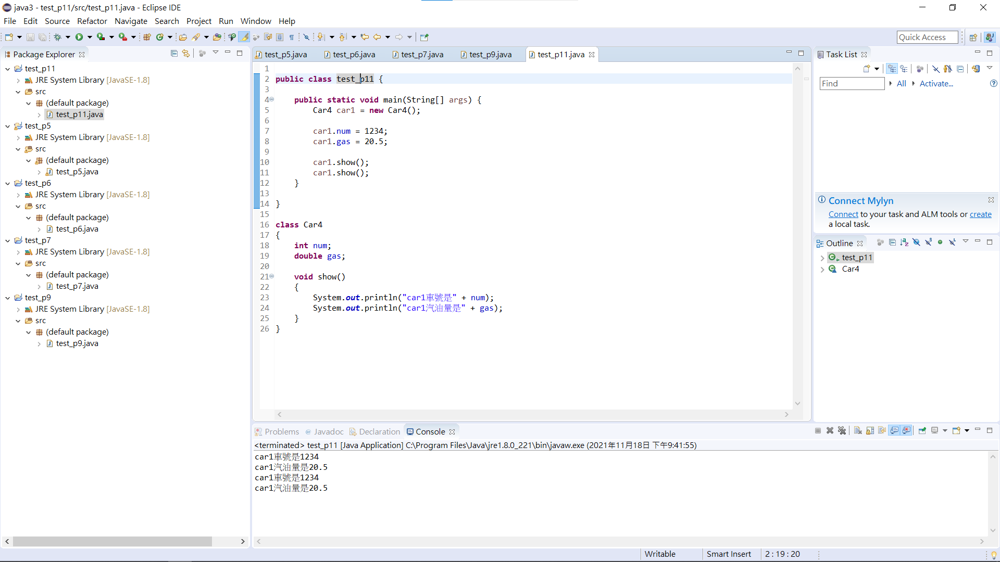 java3 - test_p11/src/test_p11.java - Eclipse IDE
File Edit Source Refactor Navigate Search Project Run Window Help
Quick Access
Package Explorer
test_p11
JRE System Library [JavaSE-1.8]
src
(default package)
test_p11.java
test_p5
JRE System Library [JavaSE-1.8]
src
(default package)
test_p5.java
test_p6
JRE System Library [JavaSE-1.8]
src
(default package)
test_p6.java
test_p7
JRE System Library [JavaSE-1.8]
src
(default package)
test_p7.java
test_p9
JRE System Library [JavaSE-1.8]
src
(default package)
test_p9.java
test_p5.java test_p6.java test_p7.java test_p9.java test_p11.java
1
2 public class test_p11 {
3
4 public static void main(String[] args) {
5 Car4 car1 = new Car4();
6
7 car1.num = 1234;
8 car1.gas = 20.5;
9
10 car1.show();
11 car1.show();
12 }
13
14 }
15
16 class Car4
17 {
18 int num;
19 double gas;
20
21 void show()
22 {
23 System.out.println("car1車號是" + num);
24 System.out.println("car1汽油量是" + gas);
25 }
26 }
Task List
Find All Activate...
Connect Mylyn
Connect to your task and ALM tools or create
a local task.
Outline
test_p11
Car4
Problems @ Javadoc Declaration Console
<terminated> test_p11 [Java Application] C:\Program Files\Java\jre1.8.0_221\bin\javaw.exe (2021年11月18日 下午9:41:55)
car1車號是1234
car1汽油量是20.5
car1車號是1234
car1汽油量是20.5
Writable Smart Insert 2 : 19 : 20